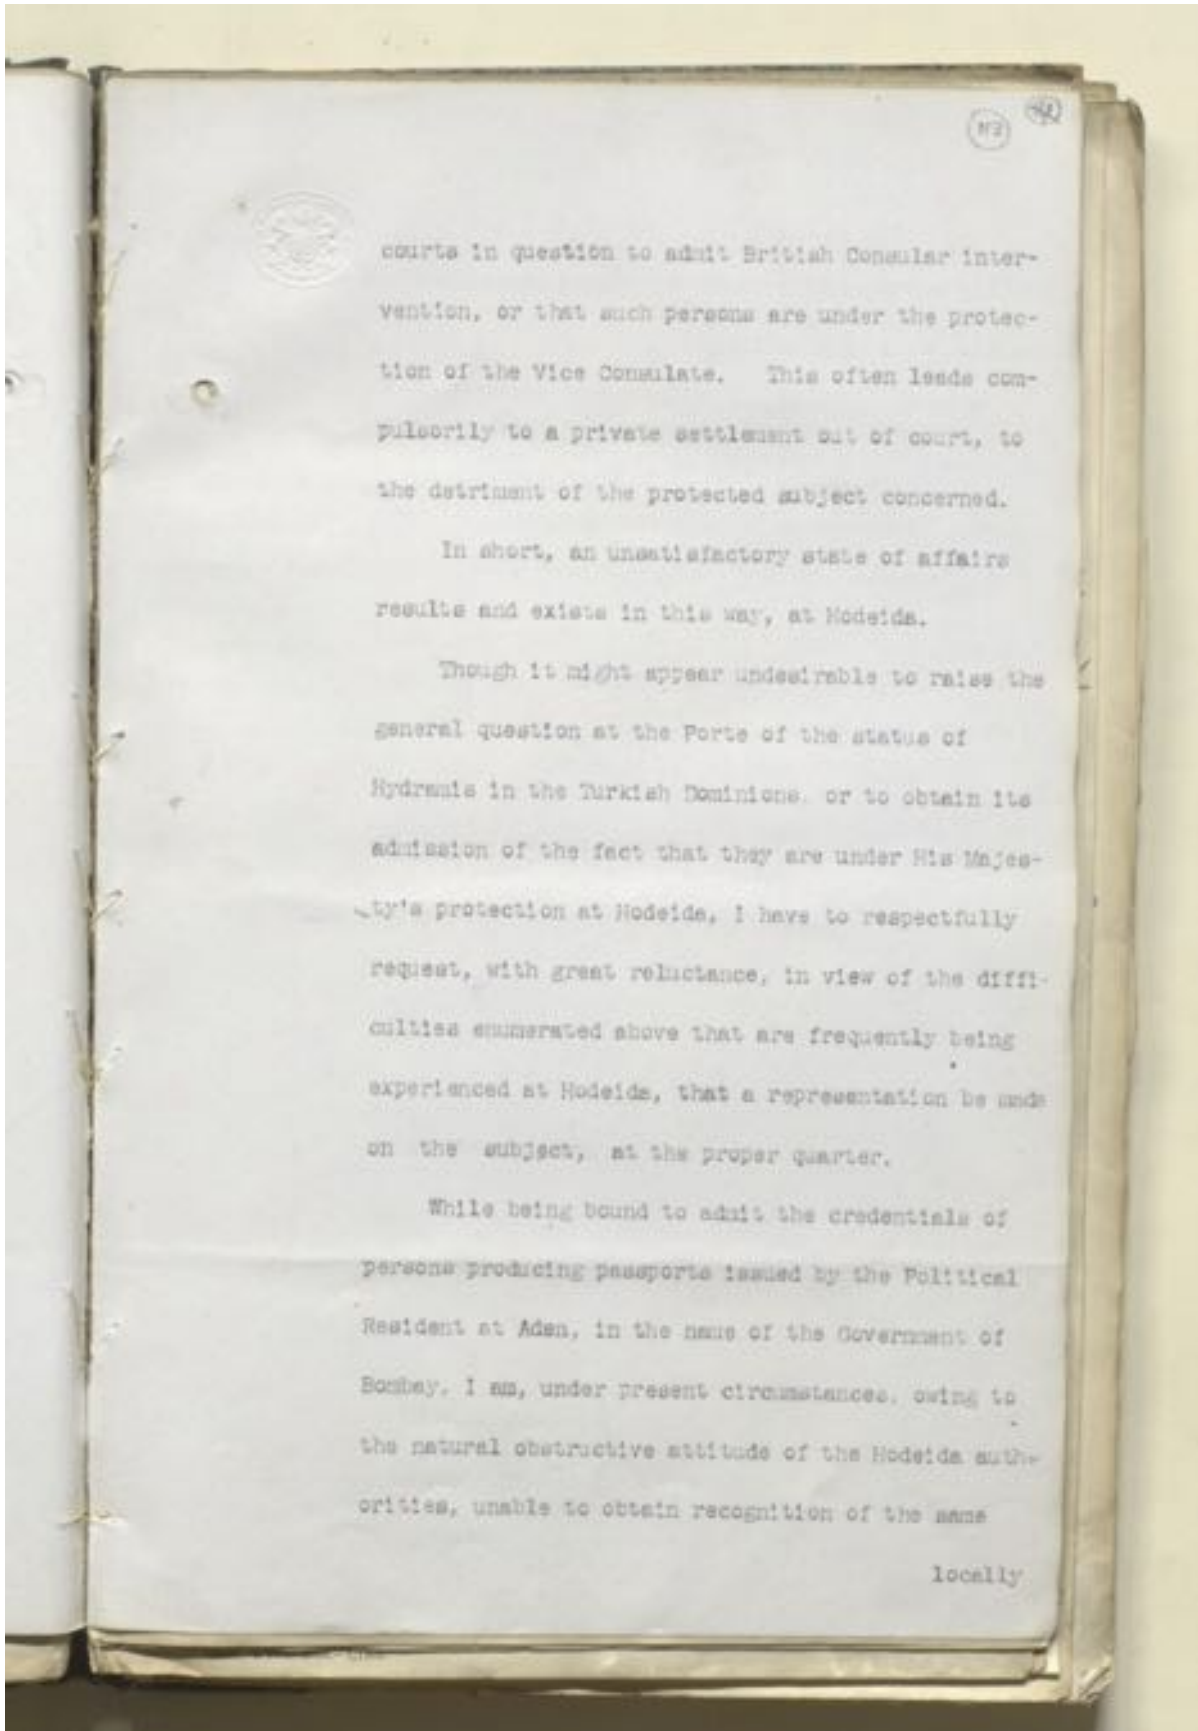 113
courts in question to admit British Consular inter-
vention, or that such persons are under the protec-
tion of the Vice Consulate. This often leads com-
pulsorily to a private settlement out of court, to
the detriment of the protected subject concerned.
In short, an unsatisfactory state of affairs
results and exists in this way, at Hodeida.
Though it might appear undesirable to raise the
general question at the Porte of the status of
Hydramis in the Turkish Dominions, or to obtain its
admission of the fact that they are under His Majes-
ty's protection at Hodeida, I have to respectfully
request, with great reluctance, in view of the diffi-
culties enumerated above that are frequently being
experienced at Hodeida, that a representation be made
on the subject, at the proper quarter.
While being bound to admit the credentials of
persons producing passports issued by the Political
Resident at Aden, in the name of the Government of
Bombay, I am, under present circumstances, owing to
the natural obstructive attitude of the Hodeida auth-
orities, unable to obtain recognition of the same
locally